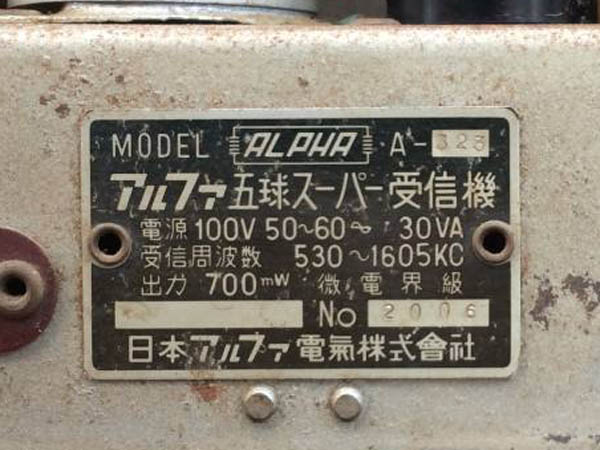 MODEL ALPHA A-323
アルファ五球スーパー受信機
電源 100V 50~60~ 30VA
受信周波数 530~1605KC
出力 700mW 微電界級
No 2006
日本アルファ電氣株式會社